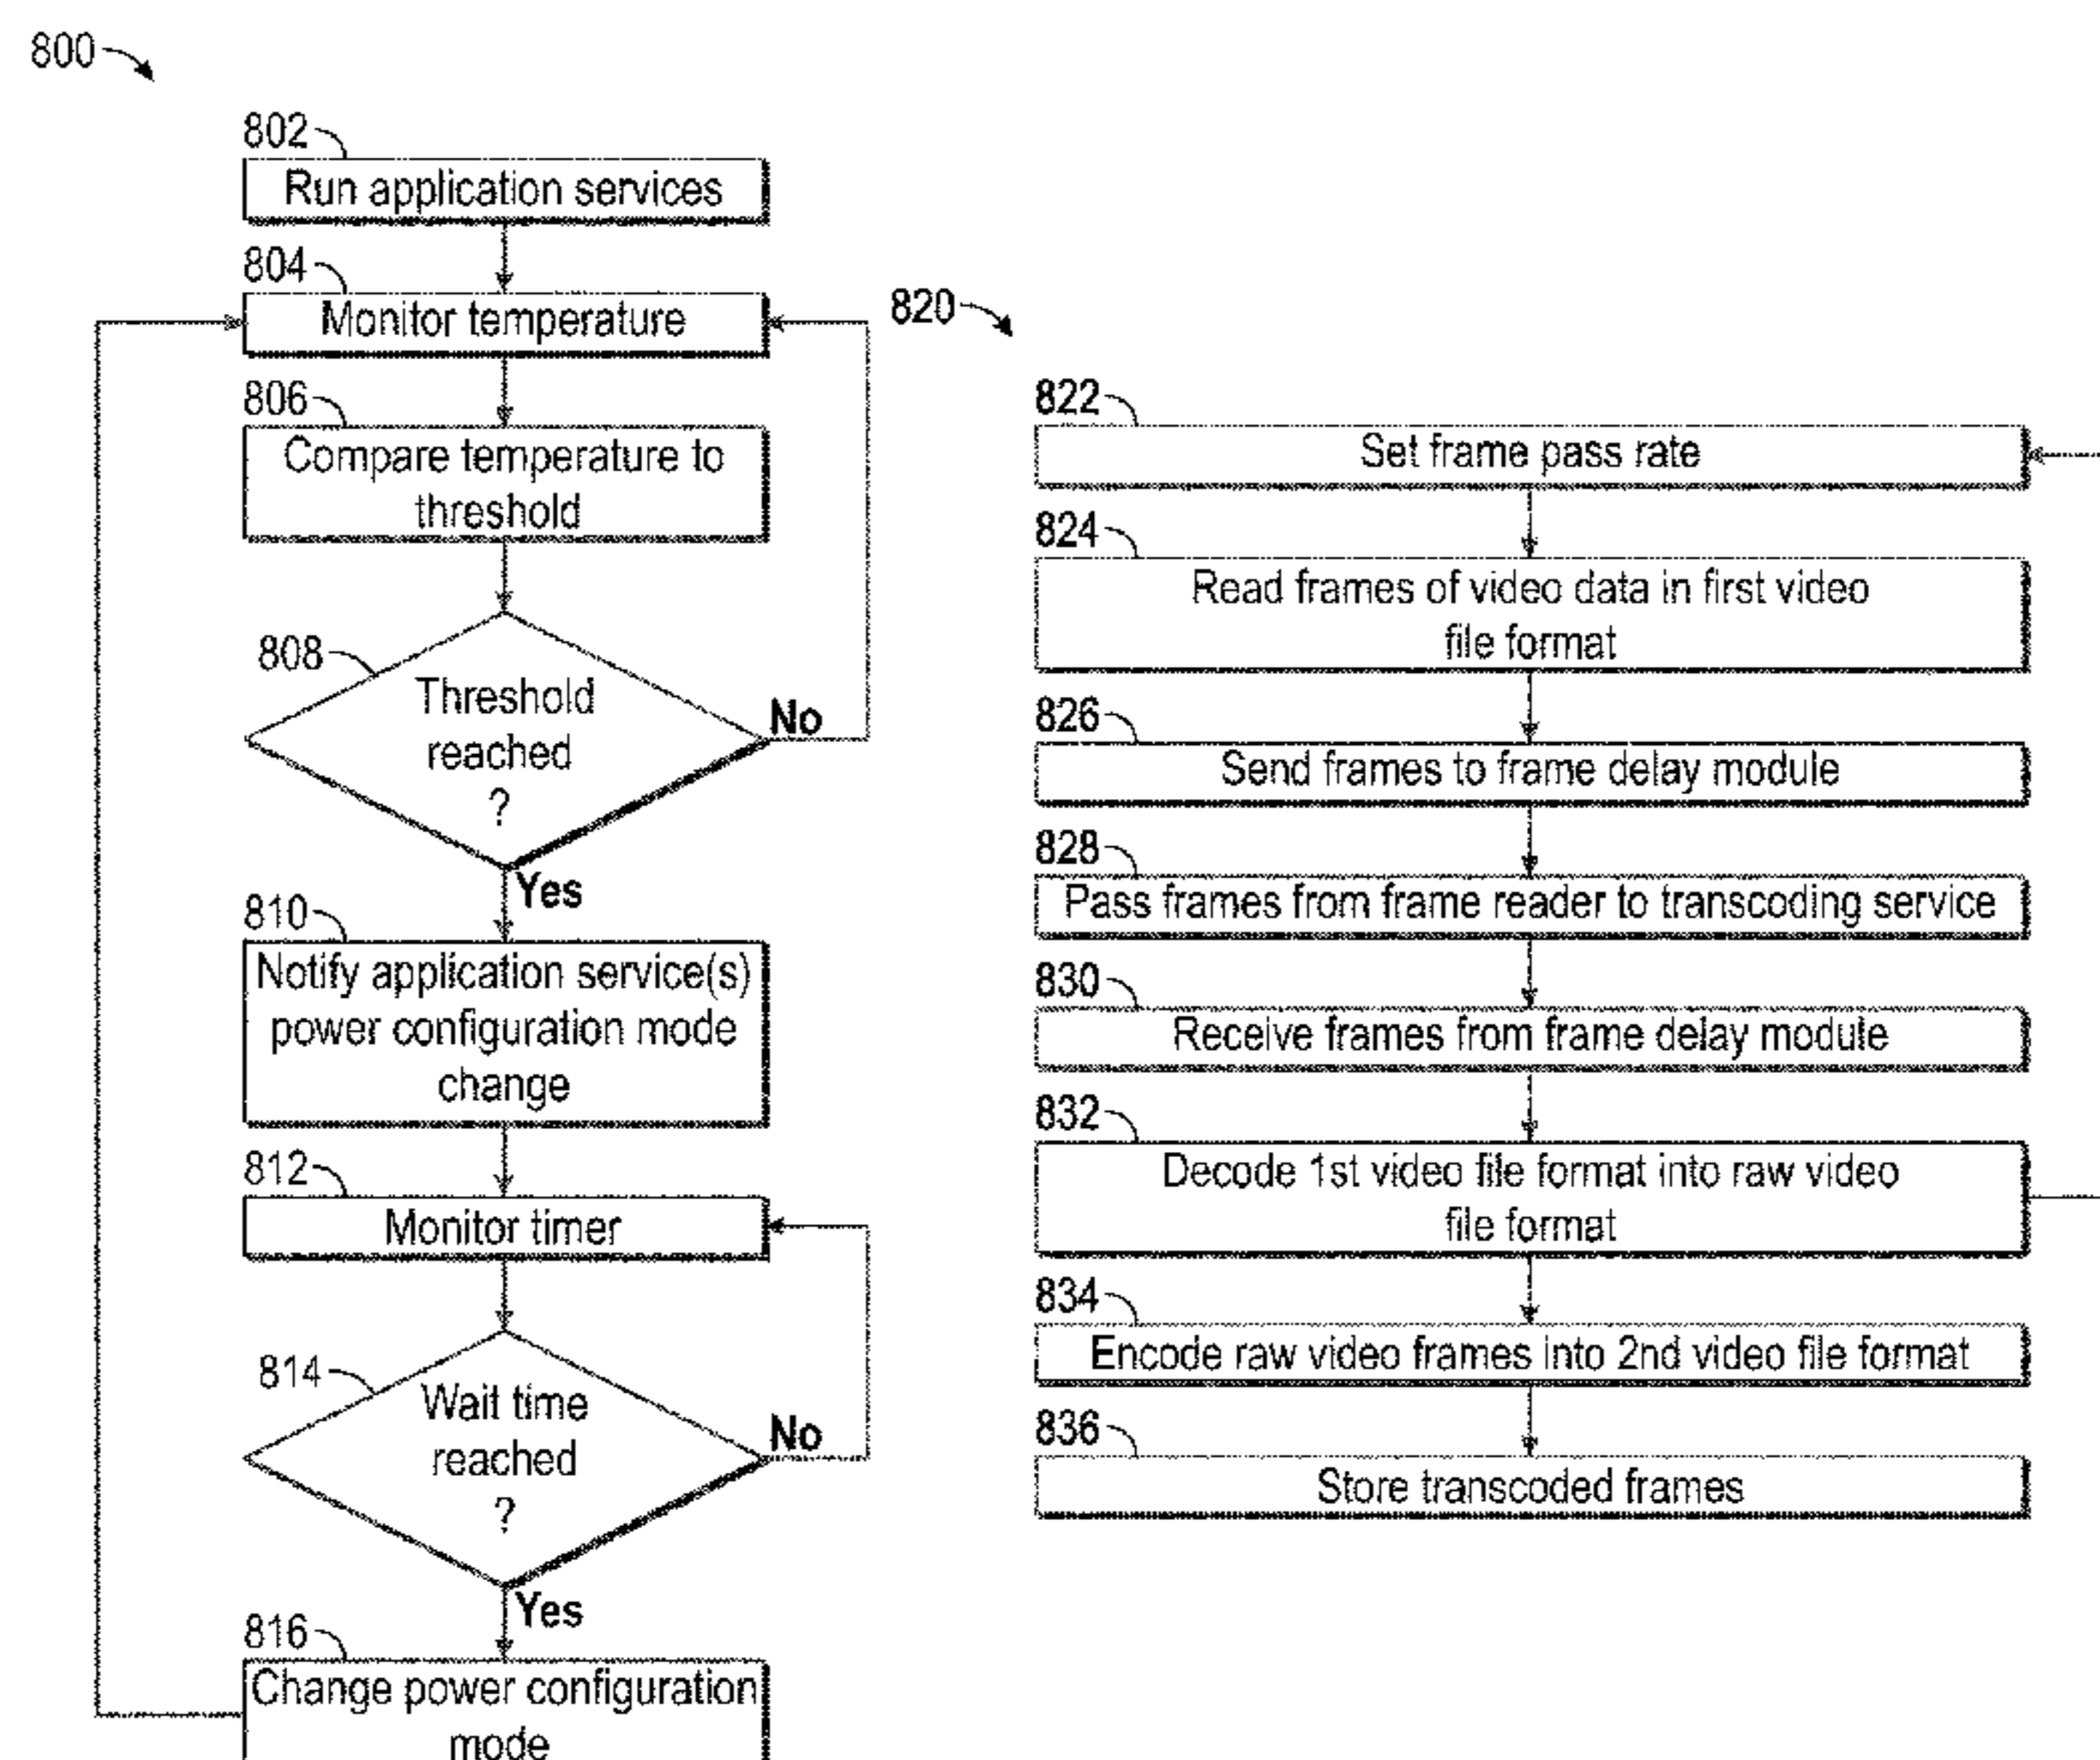 800
802
Run application services
804
Monitor temperature
806
Compare temperature to
threshold
808
Threshold
reached
?
No
Yes
810
Notify application service(s)
power configuration mode
change
812
Monitor timer
814
Wait time
reached
?
No
Yes
816
Change power configuration
mode
820
822
Set frame pass rate
824
Read frames of video data in first video
file format
826
Send frames to frame delay module
828
Pass frames from frame reader to transcoding service
830
Receive frames from frame delay module
832
Decode 1st video file format into raw video
file format
834
Encode raw video frames into 2nd video file format
836
Store transcoded frames